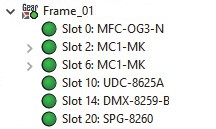 Gear Frame_01
Slot 0: MFC-OG3-N
Slot 2: MC1-MK
Slot 6: MC1-MK
Slot 10: UDC-8625A
Slot 14: DMX-8259-B
Slot 20: SPG-8260